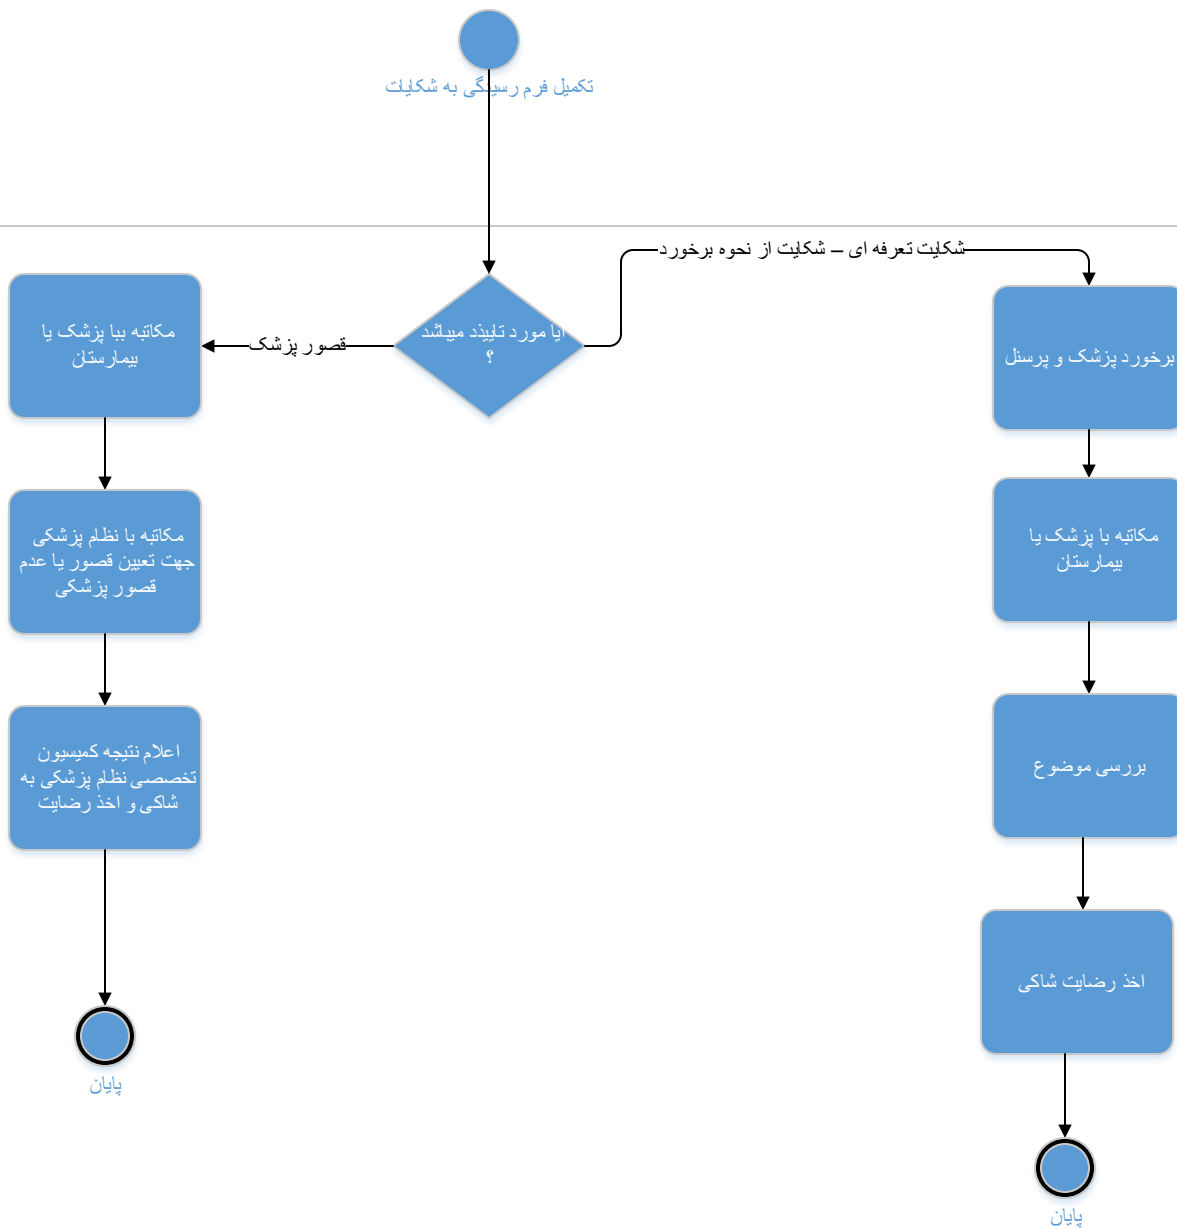 تکمیل فرم رسیدگی به شکایات
شکایت تعرفه ای – شکایت از نحوه برخورد
آیا مورد تاییذد میباشد
؟
قصور پزشک
مکاتبه ببا پزشک یا
بیمارستان
مکاتبه با نظام پزشکی
جهت تعیین قصور یا عدم
قصور پزشکی
اعلام نتیجه کمیسیون
تخصصی نظام پزشکی به
شاکی و اخذ رضایت
پایان
برخورد پزشک و پرسنل
مکاتبه با پزشک یا
بیمارستان
بررسی موضوع
اخذ رضایت شاکی
پایان